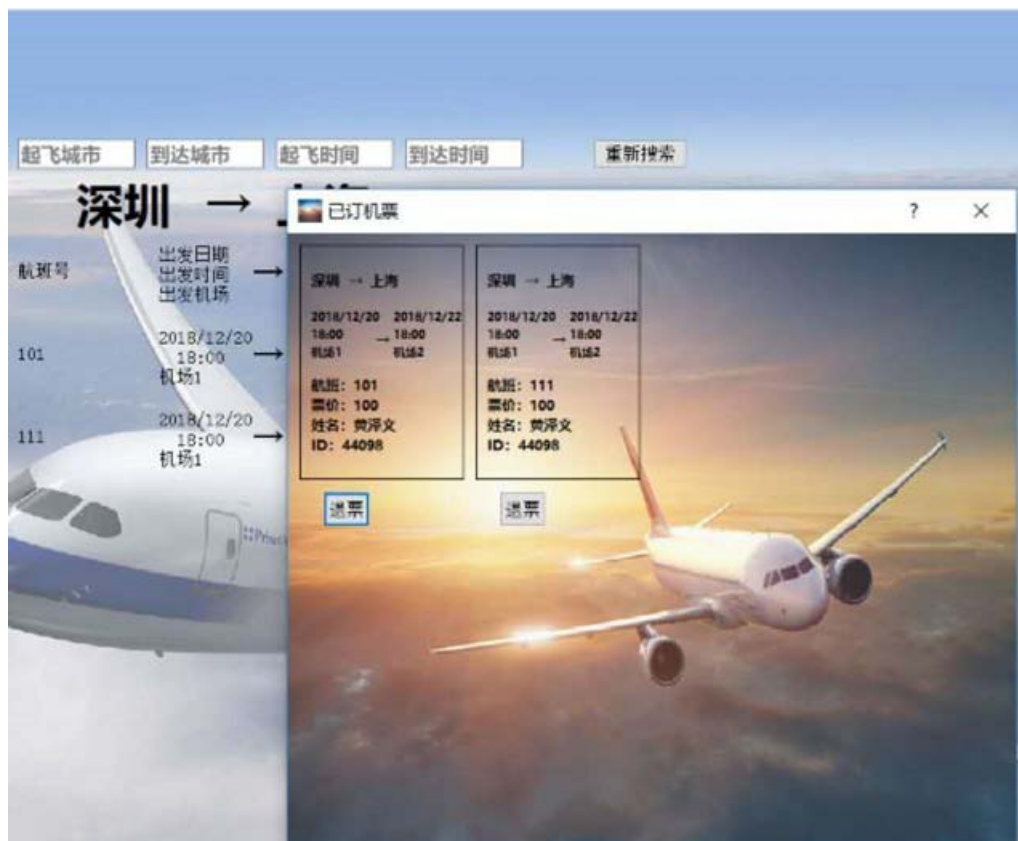 起飞城市 到达城市 起飞时间 到达时间 重新搜索
深圳 →
已订机票 ? ×
航班号
出发日期
出发时间 →
出发机场
101
2018/12/20
18:00 →
机场1
111
2018/12/20
18:00 →
机场1
深圳 → 上海
2018/12/20 2018/12/22
18:00 → 18:00
机场1 机场2
航班：101
票价：100
姓名：黄泽文
ID：44098
退票
深圳 → 上海
2018/12/20 2018/12/22
18:00 → 18:00
机场1 机场2
航班：111
票价：100
姓名：黄泽文
ID：44098
退票